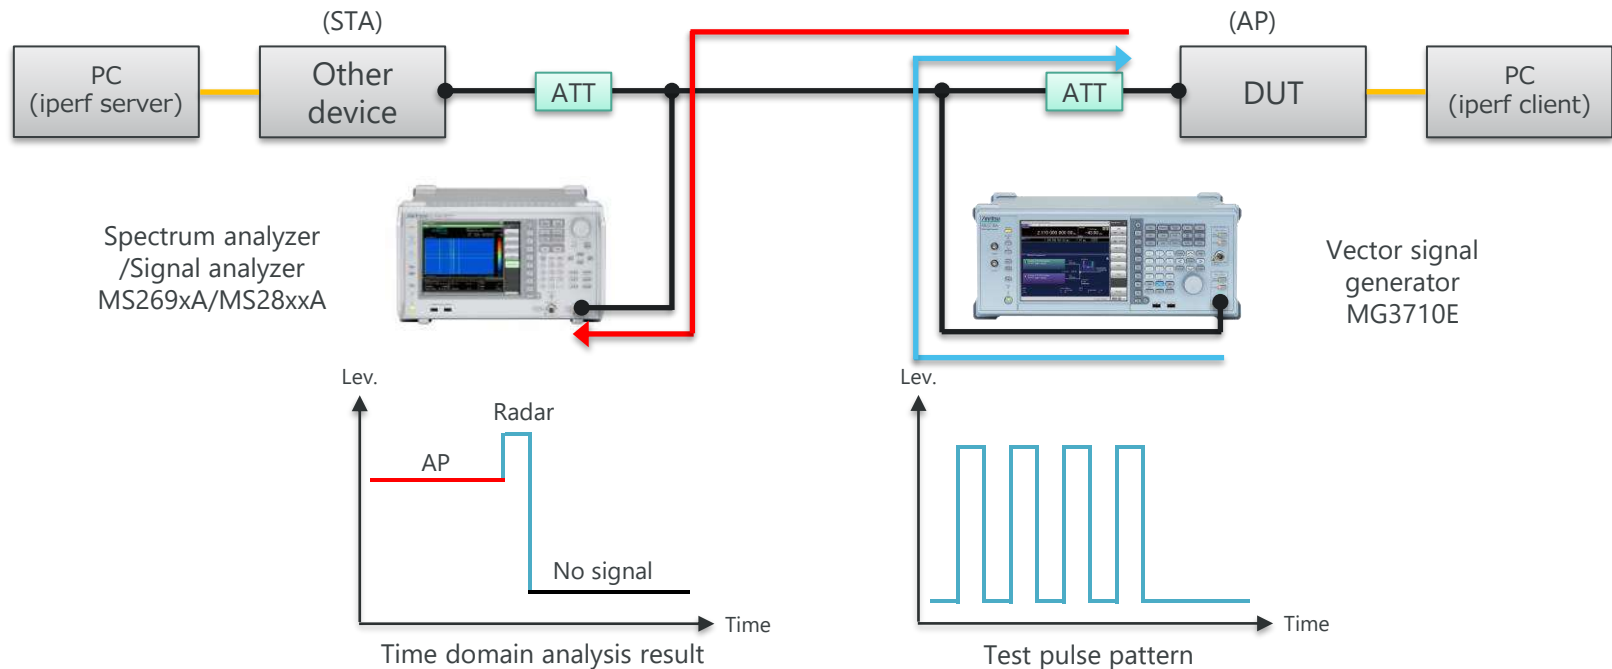 (STA)
(AP)
PC
(iperf server)
Other
device
ATT
ATT
DUT
PC
(iperf client)
Spectrum analyzer
/Signal analyzer
MS269xA/MS28xxA
Vector signal
generator
MG3710E
Lev.
Radar
AP
No signal
Time
Time domain analysis result
Lev.
Time
Test pulse pattern